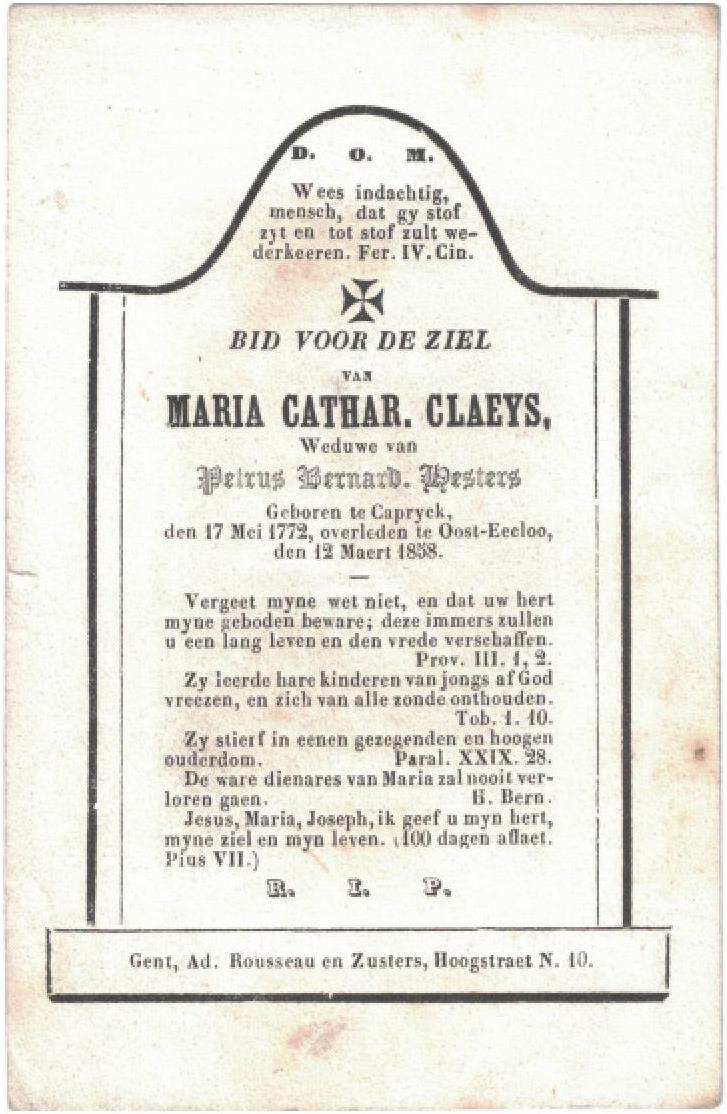 D. O. M.
Wees indachtig,
mensch, dat gy stof
zyt en tot stof zult we-
derkeeren. Fer. IV. Cin.
BID VOOR DE ZIEL
VAN
MARIA CATHAR. CLAEYS,
Weduwe van
Petrus Bernard. Westers
Geboren te Capryck,
den 17 Mei 1772, overleden te Oost-Eecloo,
den 12 Maert 1858.
Vergeet myne wet niet, en dat uw hert
myne geboden beware; deze immers zullen
u een lang leven en den vrede verschaffen.
Prov. III. 1, 2.
Zy leerde hare kinderen van jongs af God
vreezen, en zich van alle zonde onthouden.
Tob. 1. 10.
Zy stierf in eenen gezegenden en hoogen
ouderdom. Paral. XXIX. 28.
De ware dienares van Maria zal nooit ver-
loren gaen. H. Bern.
Jesus, Maria, Joseph, ik geef u myn hert,
myne ziel en myn leven. (100 dagen aflaet.
Pius VII.)
R. I. P.
Gent, Ad. Rousseau en Zusters, Hoogstraet N. 10.